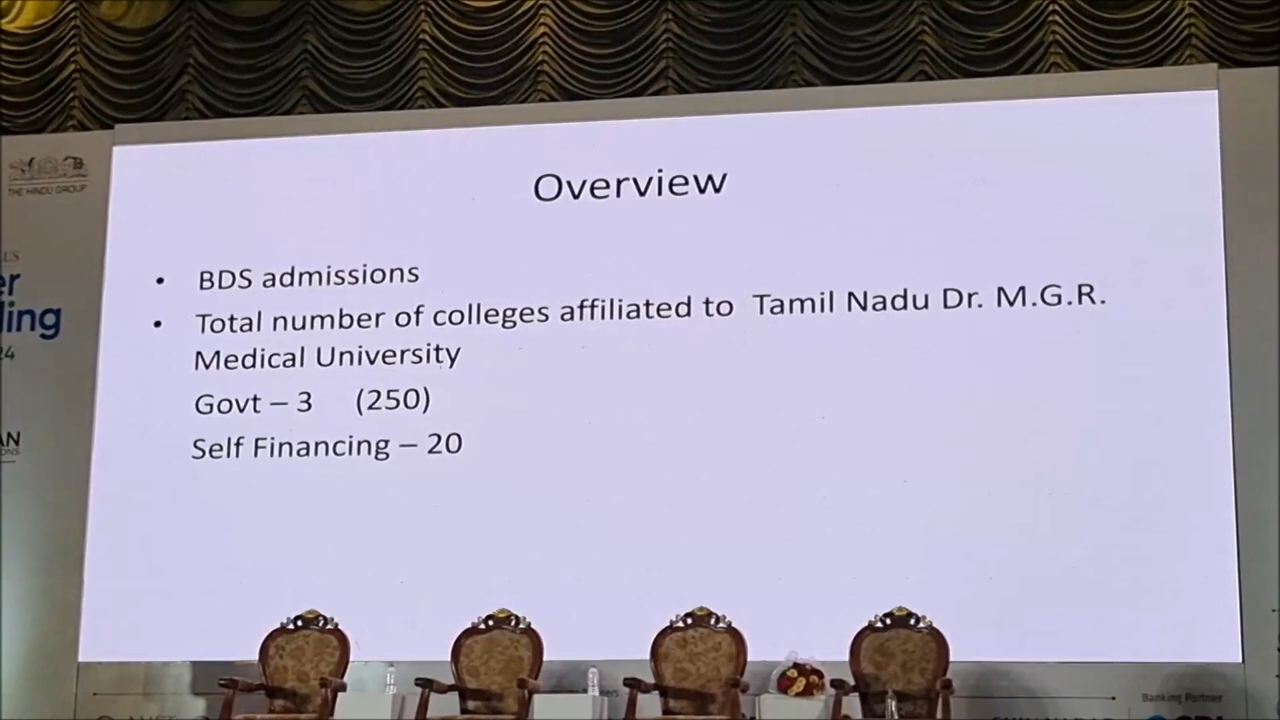 Overview
• BDS admissions
• Total number of colleges affiliated to Tamil Nadu Dr. M.G.R.
Medical University
Govt – 3 (250)
Self Financing – 20
THE HINDU GROUP
Banking Partner